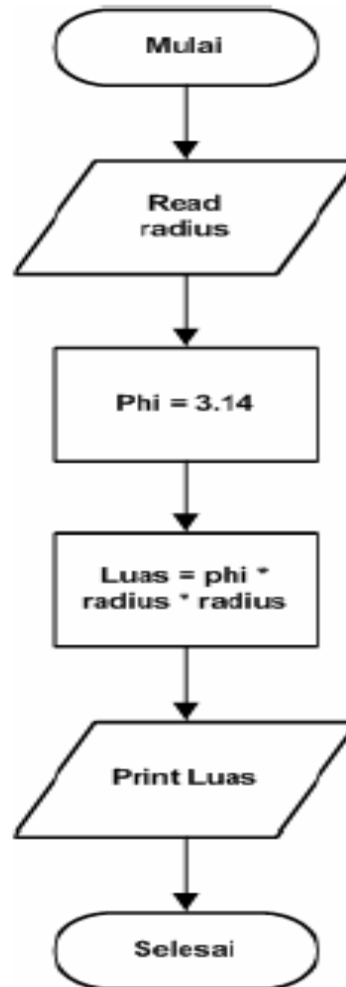 Mulai
Read
radius
Phi = 3.14
Luas = phi *
radius * radius
Print Luas
Selesai